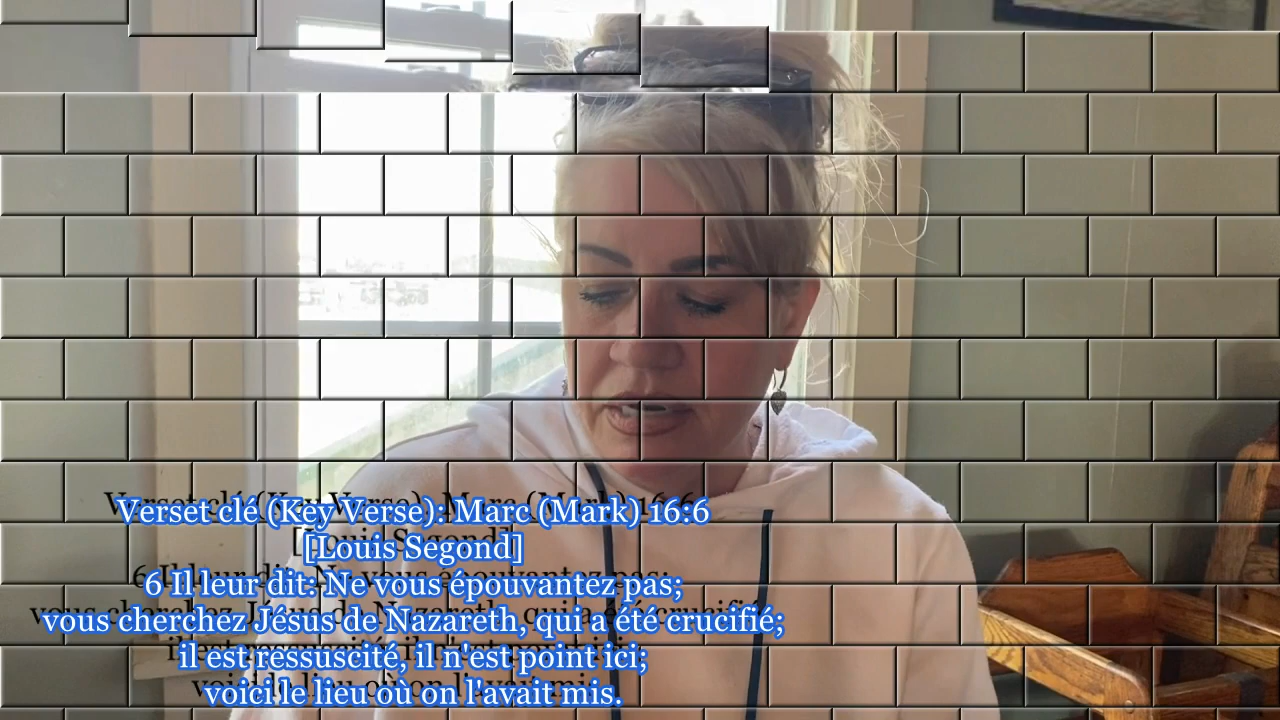 Verset clé (Key Verse): Marc (Mark) 16:6
[Louis Segond]
6 Il leur dit: Ne vous épouvantez pas;
vous cherchez Jésus de Nazareth, qui a été crucifié;
il est ressuscité, il n'est point ici;
voici le lieu où on l'avait mis.